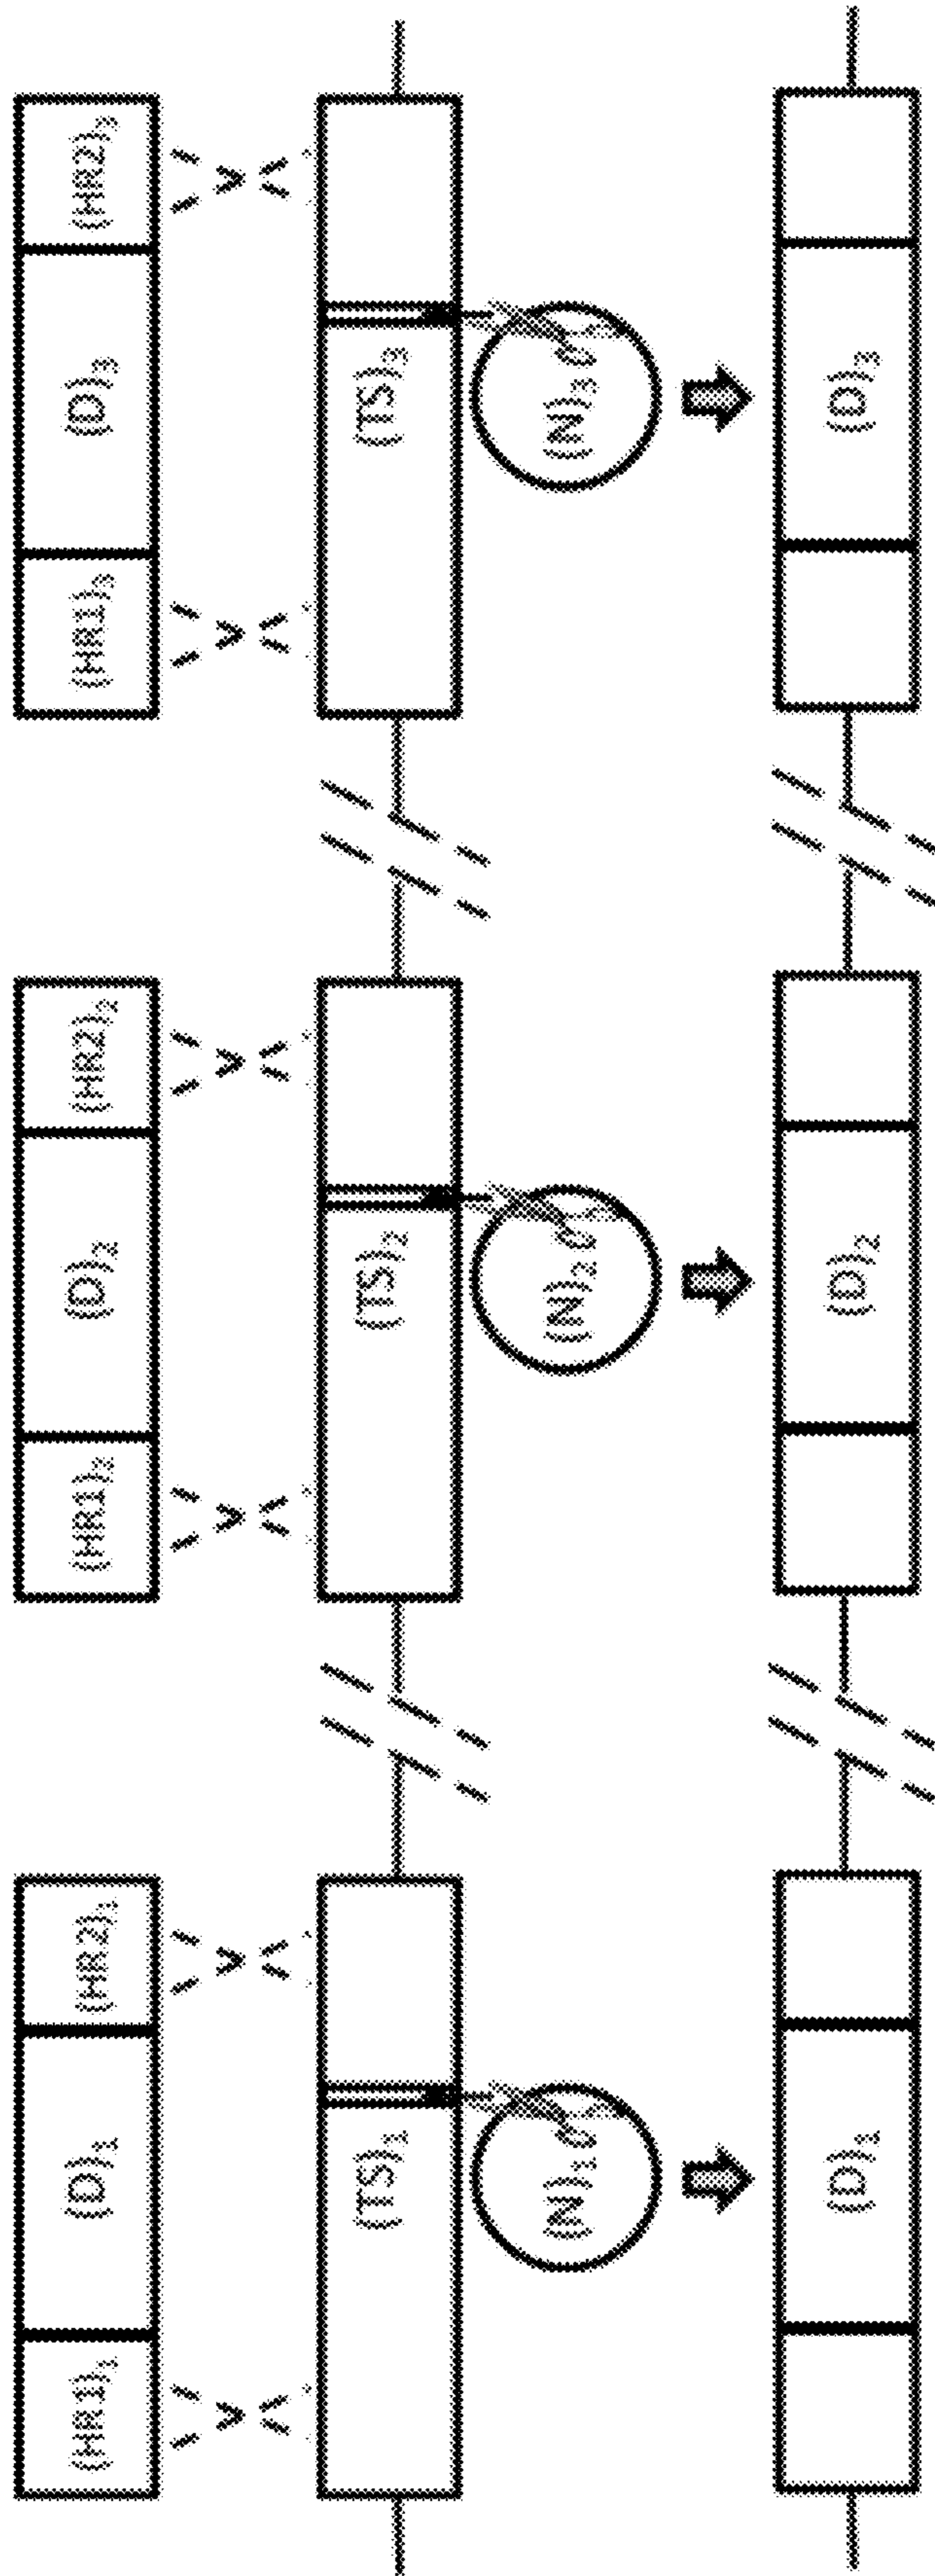 (HR1)₁ (D)₁ (HR2)₁ (HR1)₂ (D)₂ (HR2)₂ (HR1)₃ (D)₃ (HR2)₃
(TS)₁ (TS)₂ (TS)₃
(N)₁ (N)₂ (N)₃
(D)₁ (D)₂ (D)₃